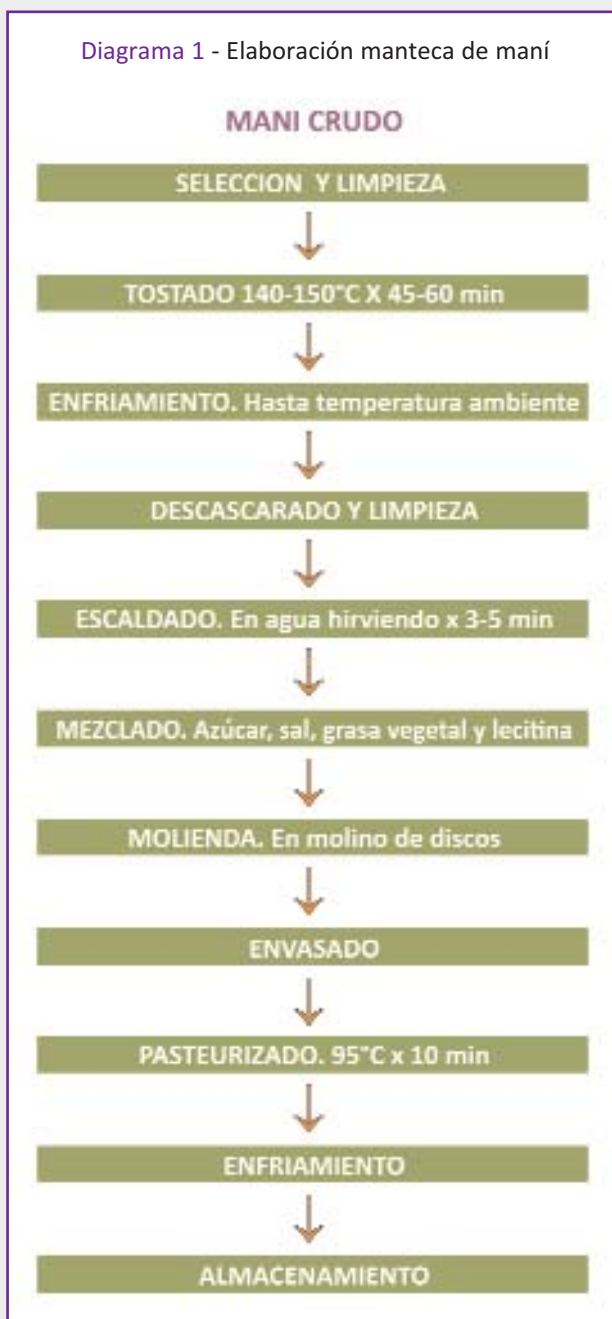 Diagrama 1 - Elaboración manteca de maní
MANI CRUDO
SELECCION Y LIMPIEZA
TOSTADO 140-150°C X 45-60 min
ENFRIAMIENTO. Hasta temperatura ambiente
DESCASCARADO Y LIMPIEZA
ESCALDADO. En agua hirviendo x 3-5 min
MEZCLADO. Azúcar, sal, grasa vegetal y lecitina
MOLIENDA. En molino de discos
ENVASADO
PASTEURIZADO. 95°C x 10 min
ENFRIAMIENTO
ALMACENAMIENTO